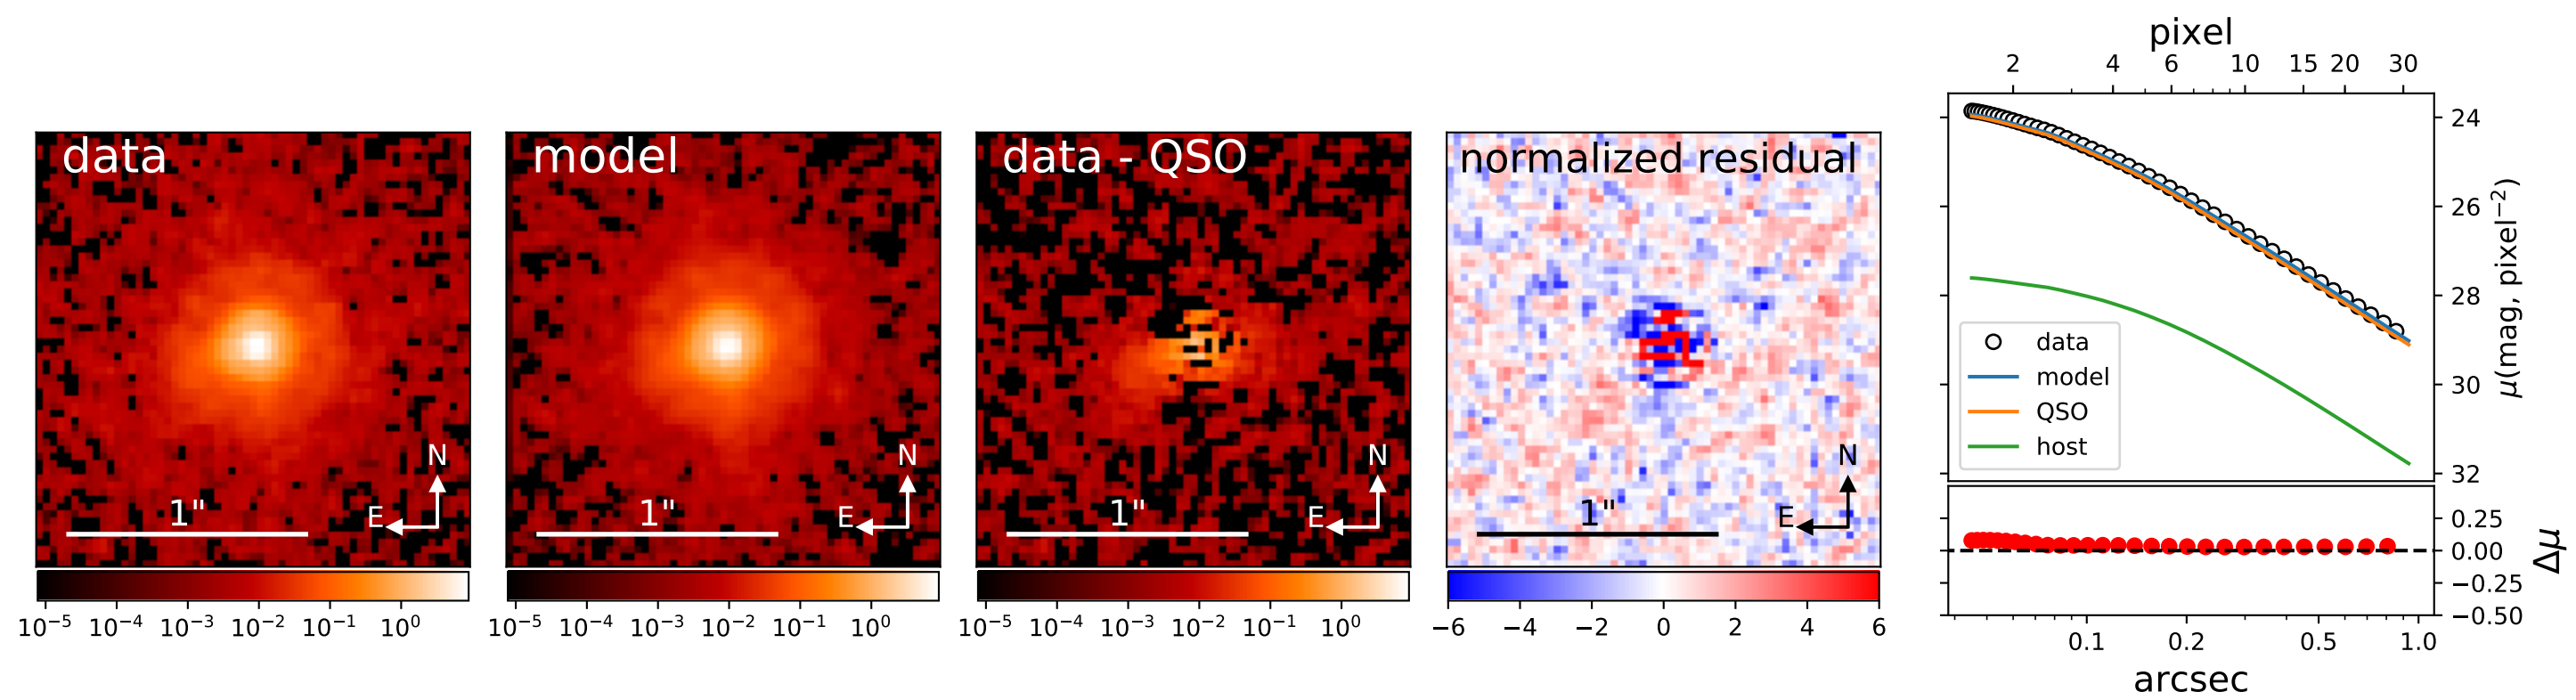 data
N
E
1"
10⁻⁵ 10⁻⁴ 10⁻³ 10⁻² 10⁻¹ 10⁰
model
N
E
1"
10⁻⁵ 10⁻⁴ 10⁻³ 10⁻² 10⁻¹ 10⁰
data - QSO
N
E
1"
10⁻⁵ 10⁻⁴ 10⁻³ 10⁻² 10⁻¹ 10⁰
normalized residual
N
E
1"
−6 −4 −2 0 2 4 6
pixel
2 4 6 10 15 20 30
24
26
28
30
32
μ(mag, pixel⁻²)
data
model
QSO
host
0.25
0.00
−0.25
−0.50
Δμ
0.1 0.2 0.5 1.0
arcsec